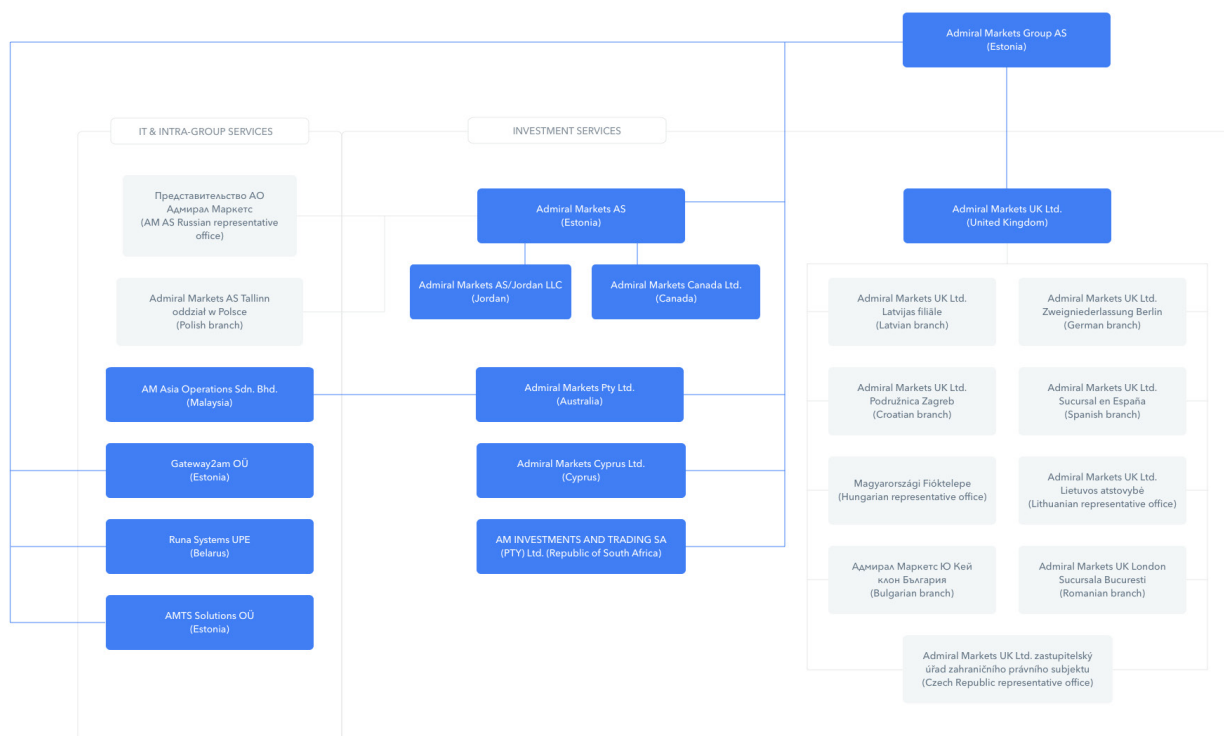 Admiral Markets Group AS
(Estonia)
IT & INTRA-GROUP SERVICES
INVESTMENT SERVICES
Представительство АО
Адмирал Маркетс
(AM AS Russian representative
office)
Admiral Markets AS
(Estonia)
Admiral Markets UK Ltd.
(United Kingdom)
Admiral Markets AS Tallinn
oddział w Polsce
(Polish branch)
Admiral Markets AS/Jordan LLC
(Jordan)
Admiral Markets Canada Ltd.
(Canada)
Admiral Markets UK Ltd.
Latvijas filiāle
(Latvian branch)
Admiral Markets UK Ltd.
Zweigniederlassung Berlin
(German branch)
AM Asia Operations Sdn. Bhd.
(Malaysia)
Admiral Markets Pty Ltd.
(Australia)
Admiral Markets UK Ltd.
Podružnica Zagreb
(Croatian branch)
Admiral Markets UK Ltd.
Sucursal en España
(Spanish branch)
Gateway2am OÜ
(Estonia)
Admiral Markets Cyprus Ltd.
(Cyprus)
Magyarországi Fióktelepe
(Hungarian representative office)
Admiral Markets UK Ltd.
Lietuvos atstovybė
(Lithuanian representative office)
Runa Systems UPE
(Belarus)
AM INVESTMENTS AND TRADING SA
(PTY) Ltd. (Republic of South Africa)
Адмирал Маркетс Ю Кей
клон България
(Bulgarian branch)
Admiral Markets UK London
Sucursala Bucuresti
(Romanian branch)
AMTS Solutions OÜ
(Estonia)
Admiral Markets UK Ltd. zastupitelský
úřad zahraničního právního subjektu
(Czech Republic representative office)